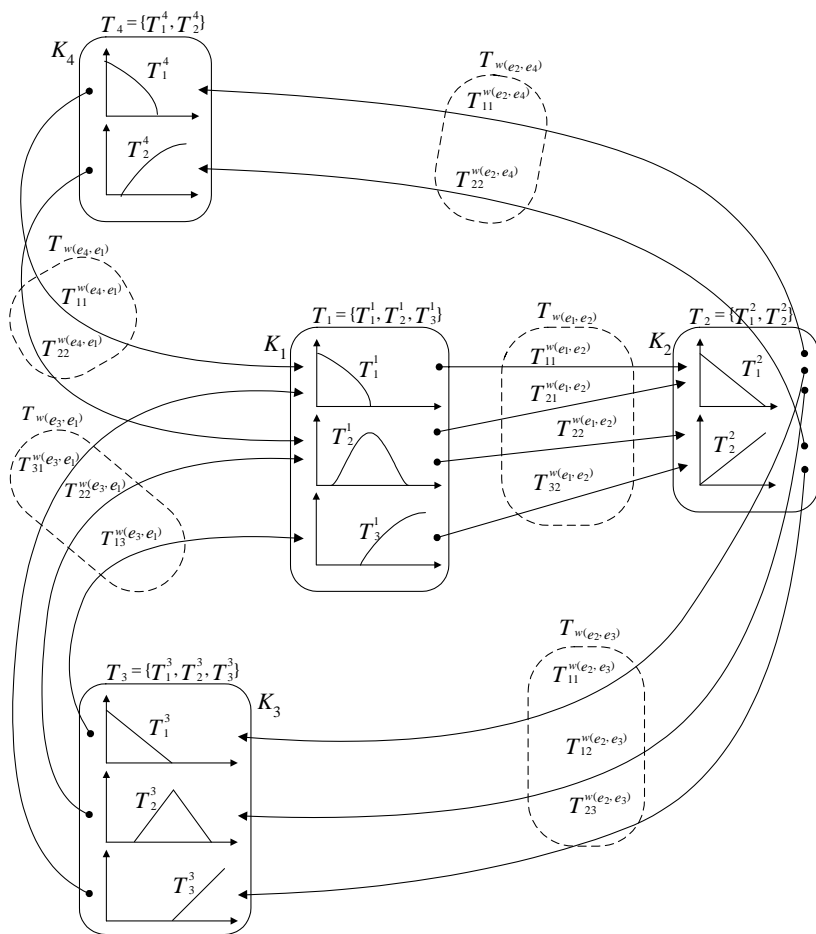 T_4 = {T_1^4, T_2^4}
K_4
T_1^4
T_2^4
T_{w(e_2, e_4)}
T_{11}^{w(e_2, e_4)}
T_{22}^{w(e_2, e_4)}
T_{w(e_4, e_1)}
T_{11}^{w(e_4, e_1)}
T_{22}^{w(e_4, e_1)}
T_1 = {T_1^1, T_2^1, T_3^1}
K_1
T_1^1
T_2^1
T_3^1
T_{w(e_1, e_2)}
T_{11}^{w(e_1, e_2)}
T_{21}^{w(e_1, e_2)}
T_{22}^{w(e_1, e_2)}
T_{32}^{w(e_1, e_2)}
T_2 = {T_1^2, T_2^2}
K_2
T_1^2
T_2^2
T_{w(e_3, e_1)}
T_{31}^{w(e_3, e_1)}
T_{22}^{w(e_3, e_1)}
T_{13}^{w(e_3, e_1)}
T_{w(e_2, e_3)}
T_{11}^{w(e_2, e_3)}
T_{12}^{w(e_2, e_3)}
T_{23}^{w(e_2, e_3)}
T_3 = {T_1^3, T_2^3, T_3^3}
K_3
T_1^3
T_2^3
T_3^3